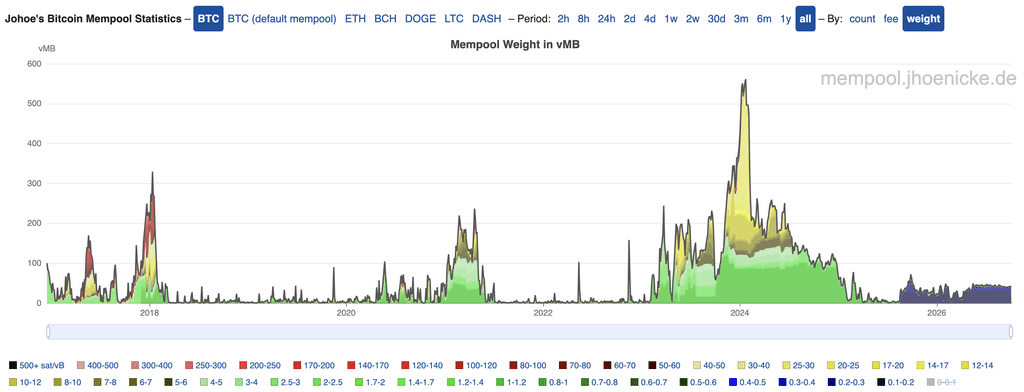 Johoe's Bitcoin Mempool Statistics – BTC BTC (default mempool) ETH BCH DOGE LTC DASH – Period: 2h 8h 24h 2d 4d 1w 2w 30d 3m 6m 1y all – By: count fee weight
Mempool Weight in vMB
vMB
mempool.jhoenicke.de
600
500
400
300
200
100
0
2018 2020 2022 2024 2026
500+ sat/vB 400-500 300-400 250-300 200-250 170-200 140-170 120-140 100-120 80-100 70-80 60-70 50-60 40-50 30-40 25-30 20-25 17-20 14-17 12-14
10-12 8-10 7-8 6-7 5-6 4-5 3-4 2.5-3 2-2.5 1.7-2 1.4-1.7 1.2-1.4 1-1.2 0.8-1 0.7-0.8 0.6-0.7 0.5-0.6 0.4-0.5 0.3-0.4 0.2-0.3 0.1-0.2 0-0.1